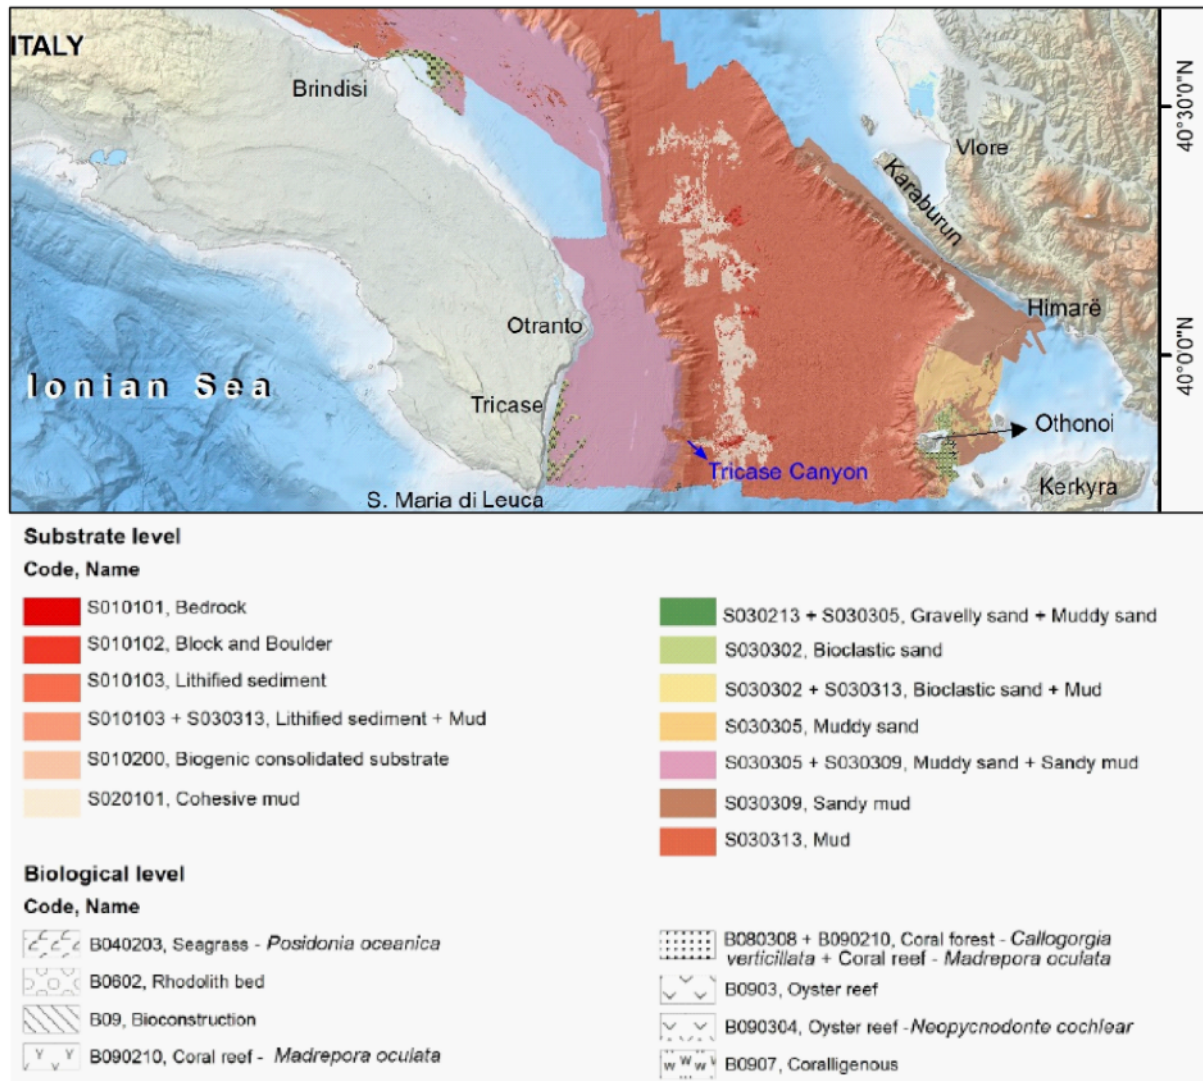 ITALY
Brindisi
40°30'0"N
Vlore
Karaburun
Himarë
Otranto
40°0'0"N
Ionian Sea
Tricase
Othonoi
Tricase Canyon
Kerkyra
S. Maria di Leuca
Substrate level
Code, Name
S010101, Bedrock
S010102, Block and Boulder
S010103, Lithified sediment
S010103 + S030313, Lithified sediment + Mud
S010200, Biogenic consolidated substrate
S020101, Cohesive mud
S030213 + S030305, Gravelly sand + Muddy sand
S030302, Bioclastic sand
S030302 + S030313, Bioclastic sand + Mud
S030305, Muddy sand
S030305 + S030309, Muddy sand + Sandy mud
S030309, Sandy mud
S030313, Mud
Biological level
Code, Name
B040203, Seagrass - Posidonia oceanica
B0602, Rhodolith bed
B09, Bioconstruction
B090210, Coral reef - Madrepora oculata
B080308 + B090210, Coral forest - Callogorgia
verticillata + Coral reef - Madrepora oculata
B0903, Oyster reef
B090304, Oyster reef -Neopycnodonte cochlear
B0907, Coralligenous